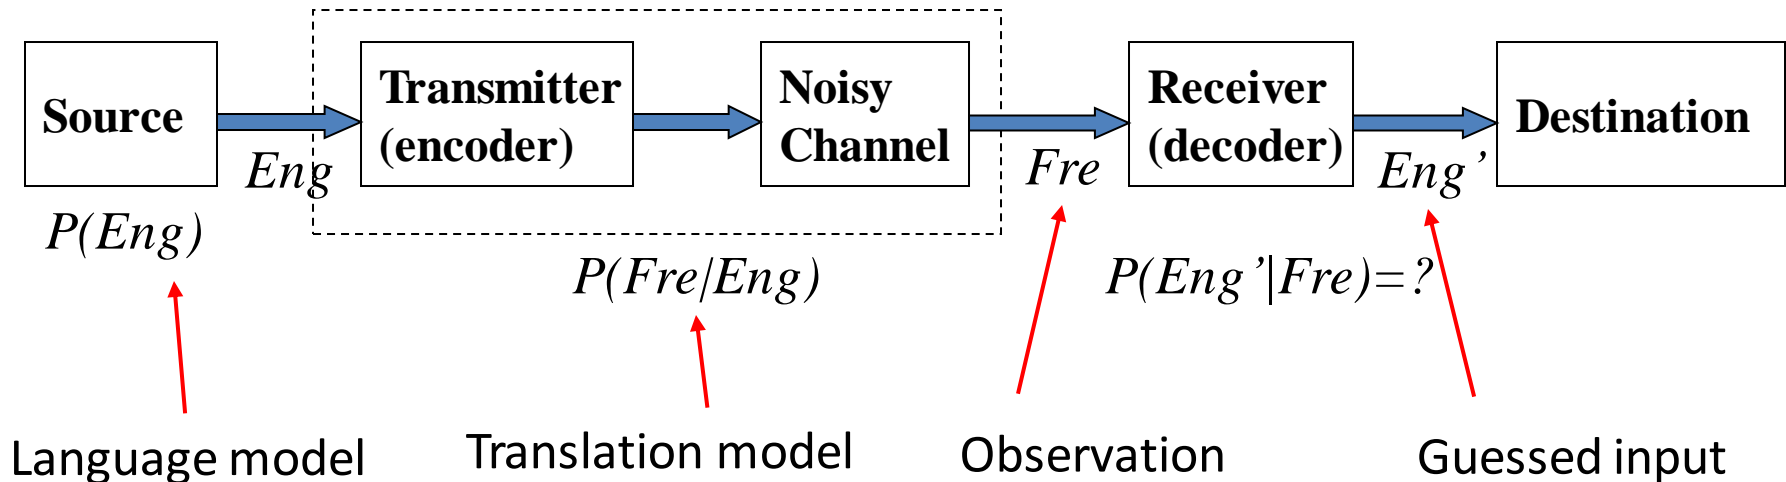 Source
Transmitter
(encoder)
Noisy
Channel
Receiver
(decoder)
Destination
Eng
Fre
Eng’
P(Eng)
P(Fre/Eng)
P(Eng’|Fre)=?
Language model
Translation model
Observation
Guessed input